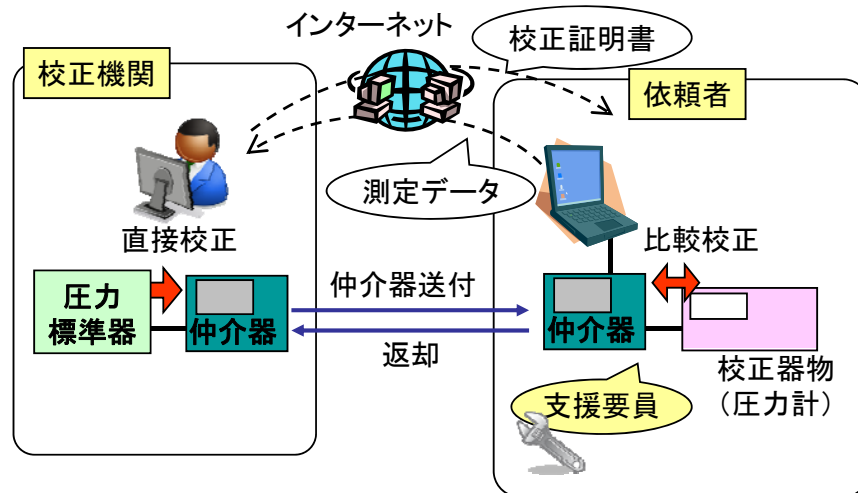 インターネット
校正証明書
校正機関
依頼者
測定データ
直接校正
比較校正
圧力
標準器
仲介器
仲介器送付
返却
仲介器
校正器物
（圧力計）
支援要員